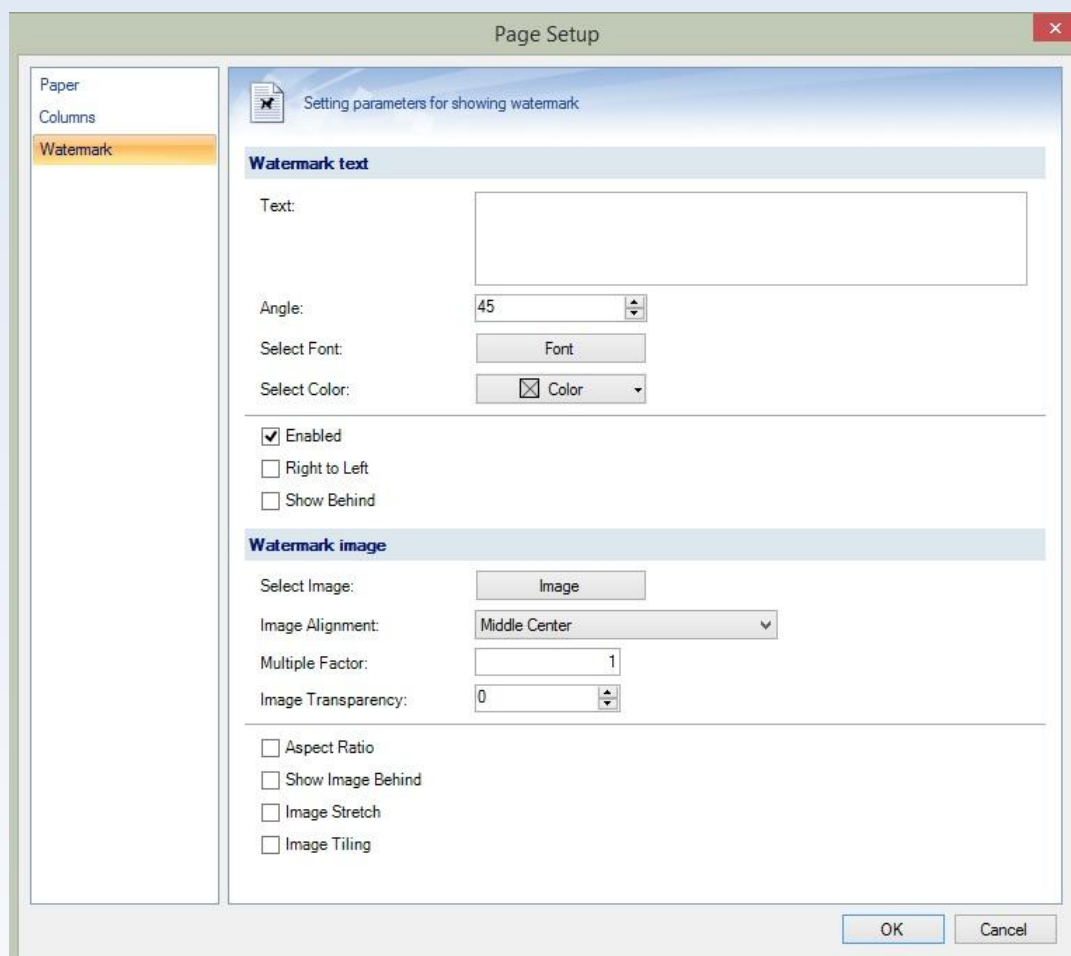 Page Setup
Paper
Columns
Watermark
Setting parameters for showing watermark
Watermark text
Text:
Angle: 45
Select Font: Font
Select Color: Color
Enabled
Right to Left
Show Behind
Watermark image
Select Image: Image
Image Alignment: Middle Center
Multiple Factor: 1
Image Transparency: 0
Aspect Ratio
Show Image Behind
Image Stretch
Image Tiling
OK Cancel